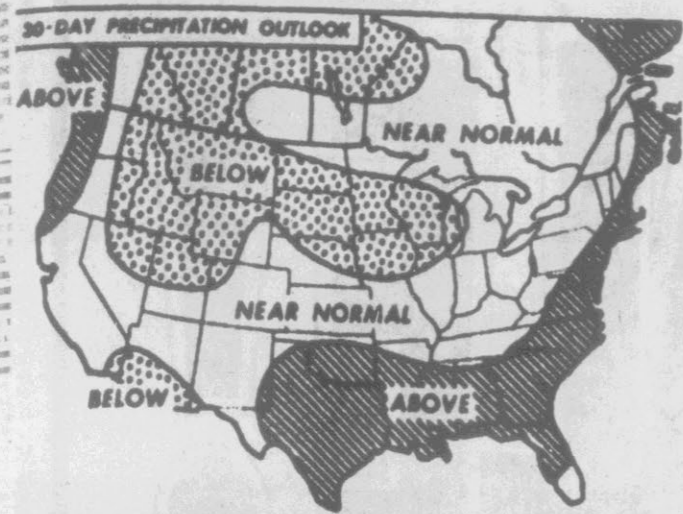 30-DAY PRECIPITATION OUTLOOK
ABOVE
NEAR NORMAL
BELOW
NEAR NORMAL
BELOW
ABOVE